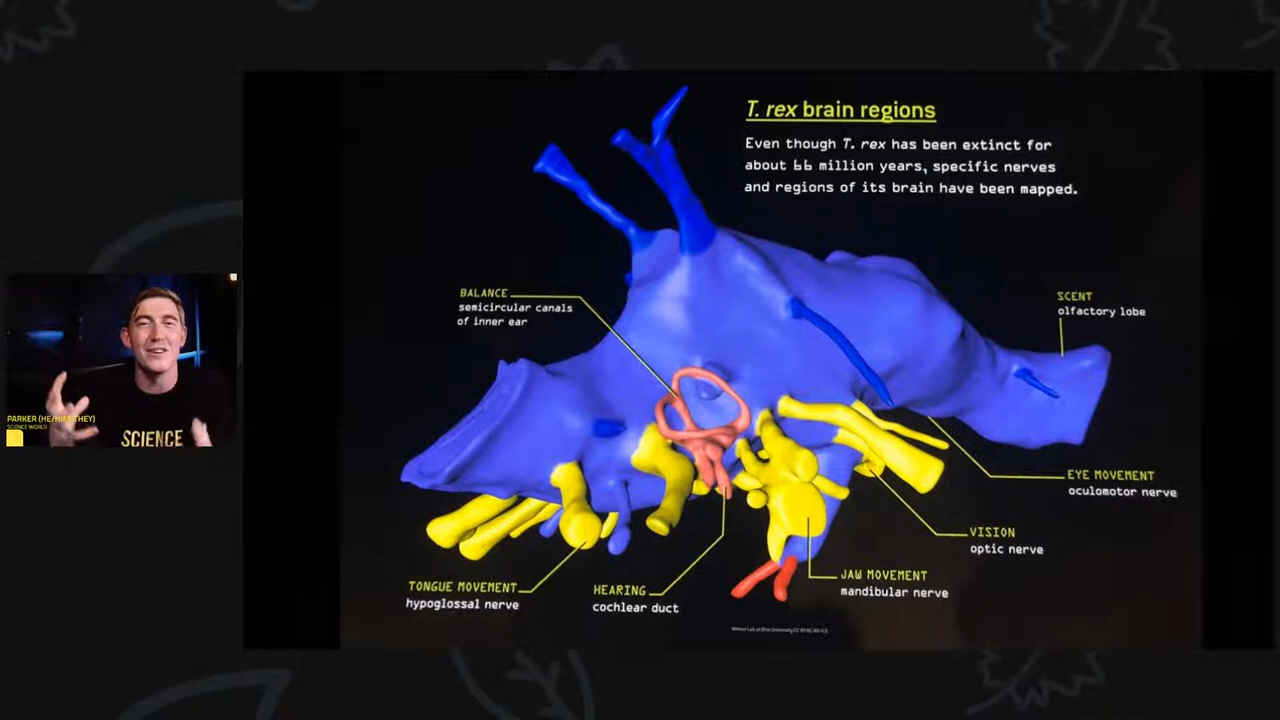 T. rex brain regions
Even though T. rex has been extinct for
about 66 million years, specific nerves
and regions of its brain have been mapped.
BALANCE
semicircular canals
of inner ear
SCENT
olfactory lobe
EYE MOVEMENT
oculomotor nerve
VISION
optic nerve
JAW MOVEMENT
mandibular nerve
HEARING
cochlear duct
TONGUE MOVEMENT
hypoglossal nerve
PARKER (HE/HIM/THEY)
SCIENCE WORLD
SCIENCE